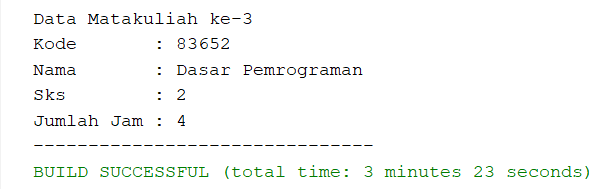 Data Matakuliah ke-3
Kode       : 83652
Nama       : Dasar Pemrograman
Sks        : 2
Jumlah Jam : 4
-------------------------------
BUILD SUCCESSFUL (total time: 3 minutes 23 seconds)